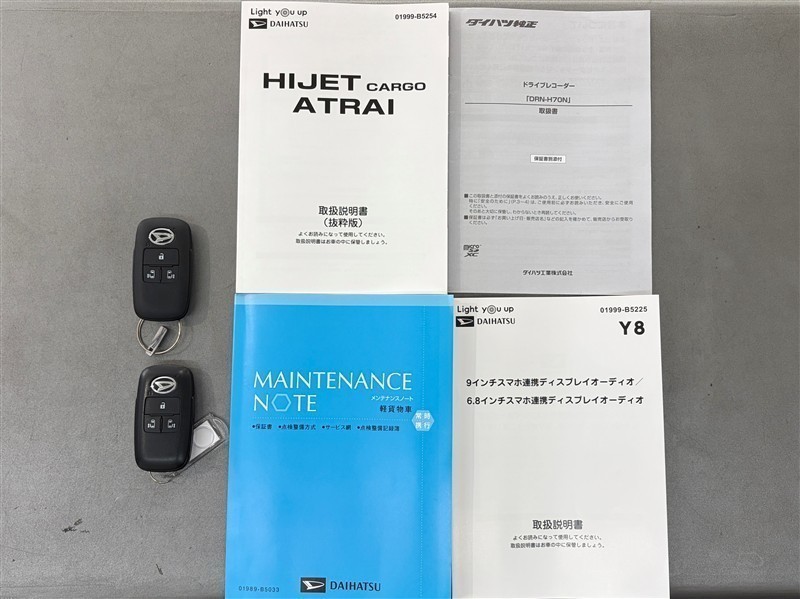 Light you up
DAIHATSU
01999-B5254
HIJET CARGO
ATRAI
取扱説明書
(抜粋版)
よくお読みになって使用してください。
取扱説明書はお車の中に保管しましょう。
ダイハツ純正
ドライブレコーダー
「DRN-H70N」
取扱書
保証書別添付
microSDXC
ダイハツ工業株式会社
MAINTENANCE
NOTE
メンテナンスノート
軽貨物車
常時
携行
●保証書 ●点検整備方式 ●サービス網 ●点検整備記録簿
01989-B5033
DAIHATSU
Light you up
DAIHATSU
01999-B5225
Y8
9インチスマホ連携ディスプレイオーディオ/
6.8インチスマホ連携ディスプレイオーディオ
取扱説明書
よくお読みになって使用してください。
取扱説明書はお車の中に保管しましょう。